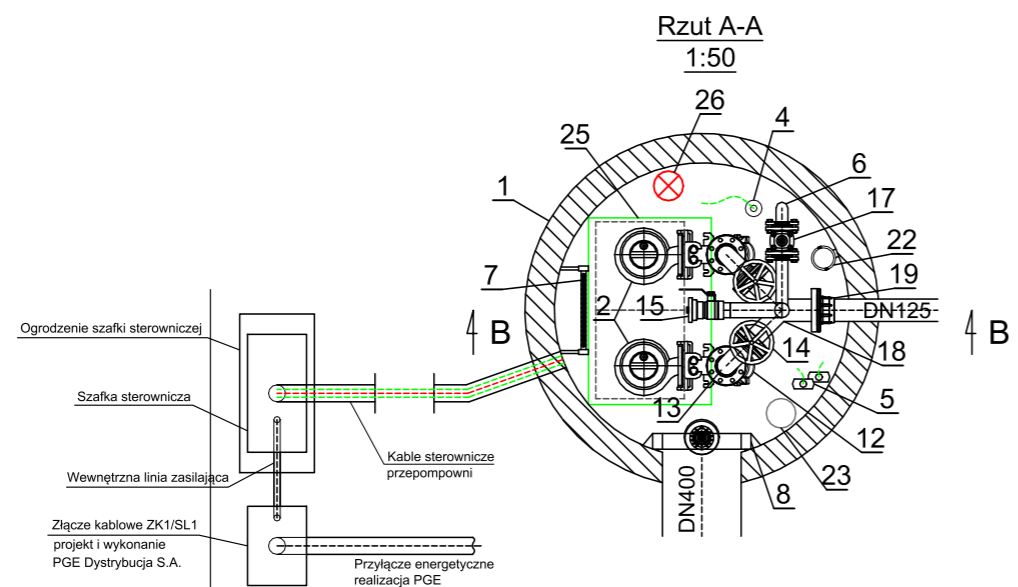 Rzut A-A
1:50
26
4
25
6
1
17
22
7
19
2
15
DN125
B
B
18
14
Ogrodzenie szafki sterowniczej
Szafka sterownicza
13
5
12
Kable sterownicze
przepompowni
23
8
DN400
Wewnętrzna linia zasilająca
Złącze kablowe ZK1/SL1
projekt i wykonanie
PGE Dystrybucja S.A.
Przyłącze energetyczne
realizacja PGE